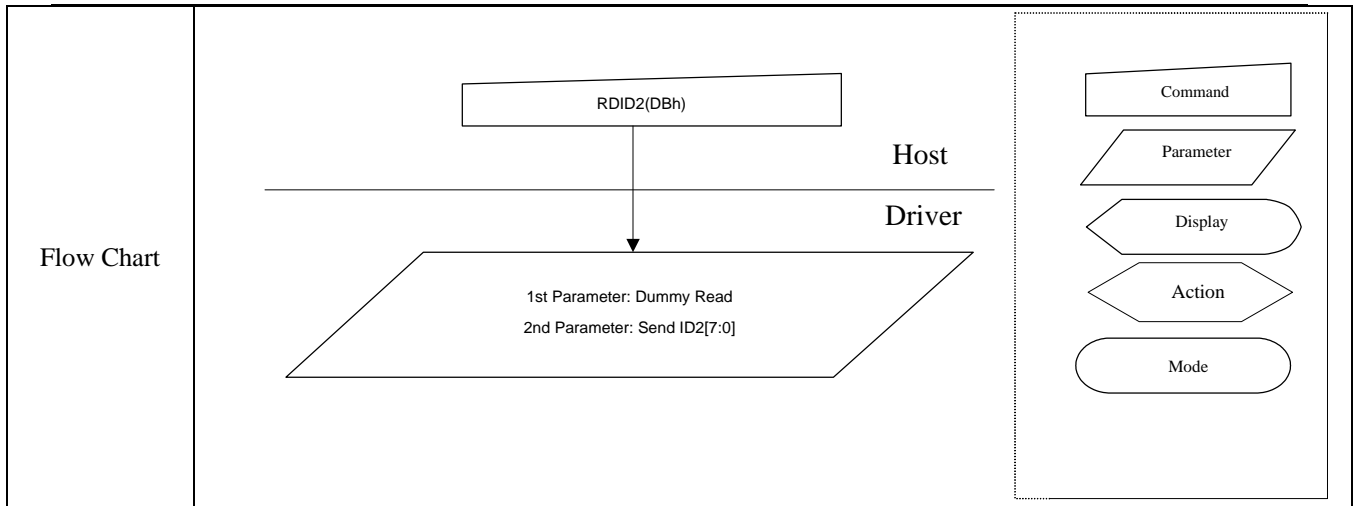 Flow Chart
RDID2(DBh)
Host
Driver
1st Parameter: Dummy Read
2nd Parameter: Send ID2[7:0]
Command
Parameter
Display
Action
Mode